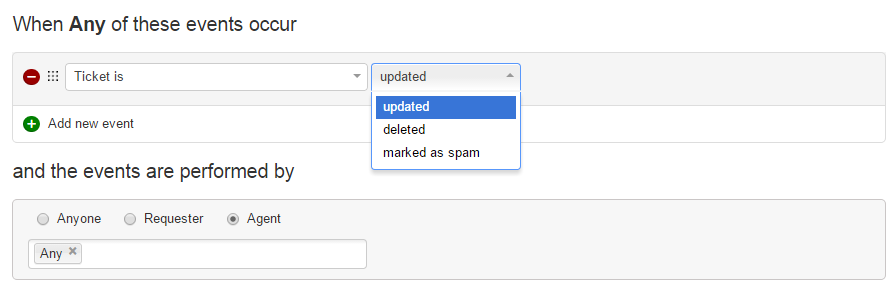 When Any of these events occur
Ticket is updated
updated
deleted
Add new event
marked as spam
and the events are performed by
Anyone Requester Agent
Any